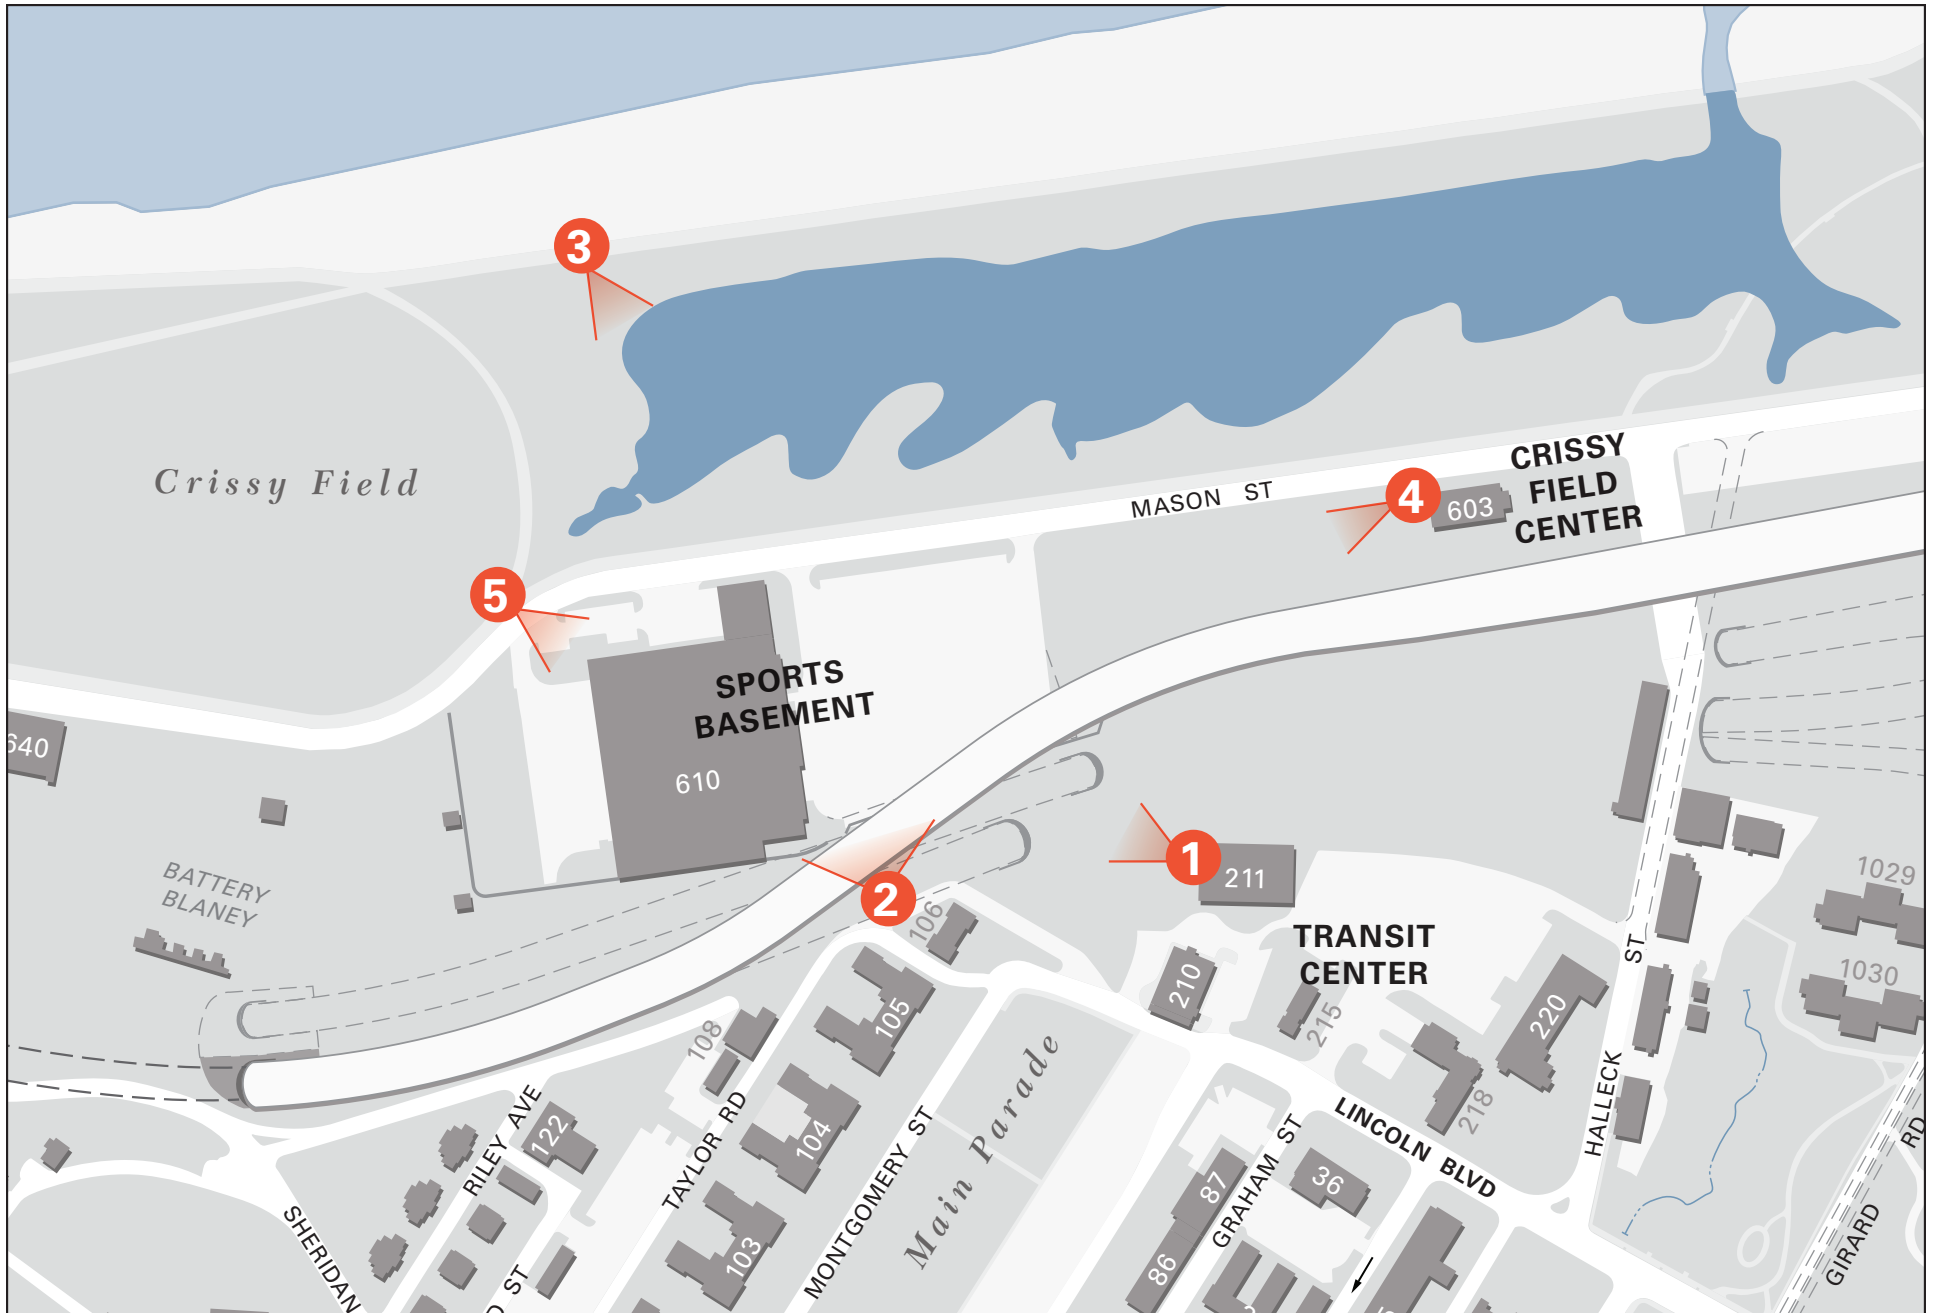 3
Crissy Field
MASON ST
4
603
CRISSY
FIELD
CENTER
5
SPORTS
BASEMENT
610
640
BATTERY
BLANEY
1
211
2
106
TRANSIT
CENTER
210
215
220
218
ST
HALLECK
1029
1030
105
108
104
103
122
RILEY AVE
TAYLOR RD
MONTGOMERY ST
Main Parade
LINCOLN BLVD
GRAHAM ST
87
86
36
SHERIDAN
ST
GIRARD
RD